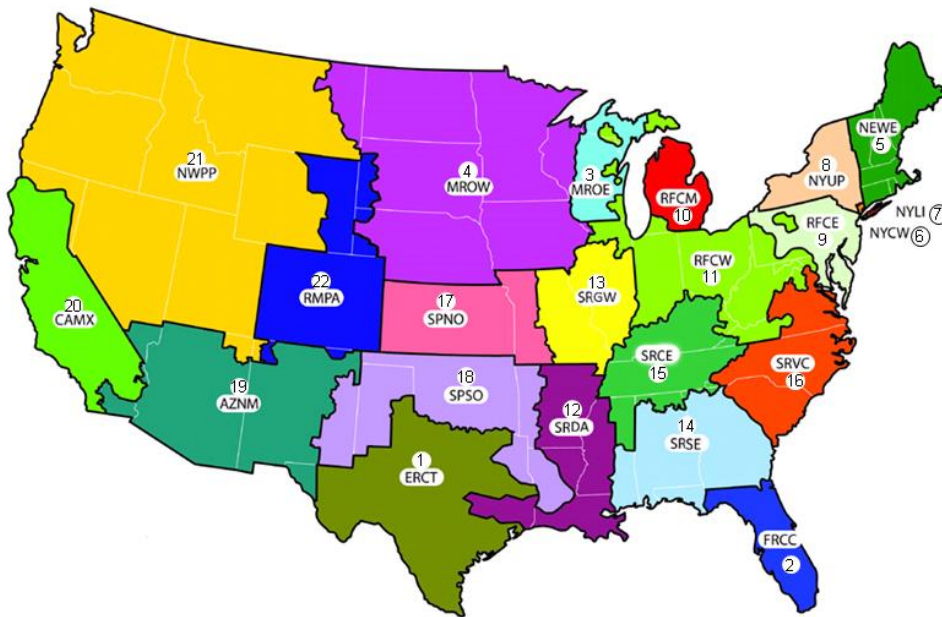 21
NWPP
4
MROW
3
MROE
RFCM
10
8
NYUP
NEWE
5
NYLI 7
NYCW 6
RFCE
9
RFCW
11
13
SRGW
22
RMPA
17
SPNO
20
CAMX
SRCE
15
SRVC
16
19
AZNM
18
SPSO
12
SRDA
14
SRSE
1
ERCT
FRCC
2